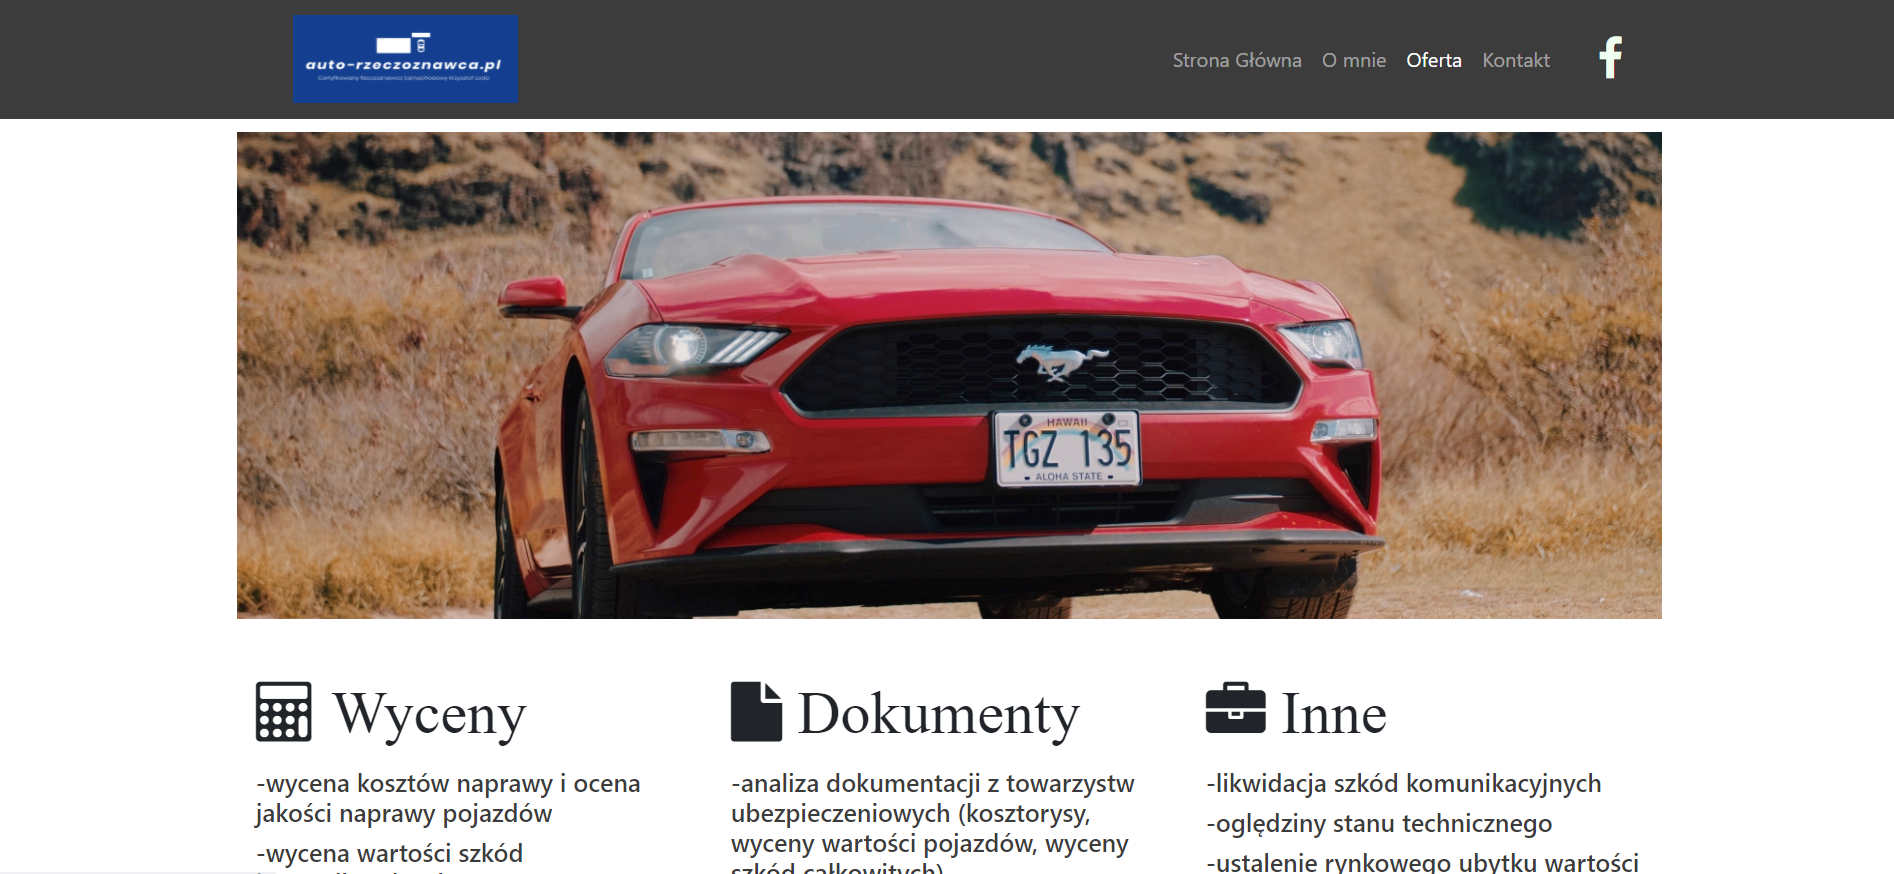 auto-rzeczoznawca.pl
Certyfikowany Rzeczoznawca Samochodowy Krzysztof
Strona Główna O mnie Oferta Kontakt
HAWAII
TGZ 135
ALOHA STATE
Wyceny
-wycena kosztów naprawy i ocena
jakości naprawy pojazdów
-wycena wartości szkód
Dokumenty
-analiza dokumentacji z towarzystw
ubezpieczeniowych (kosztorysy,
wyceny wartości pojazdów, wyceny
szkód całkowitych)
Inne
-likwidacja szkód komunikacyjnych
-oględziny stanu technicznego
-ustalenie rynkowego ubytku wartości